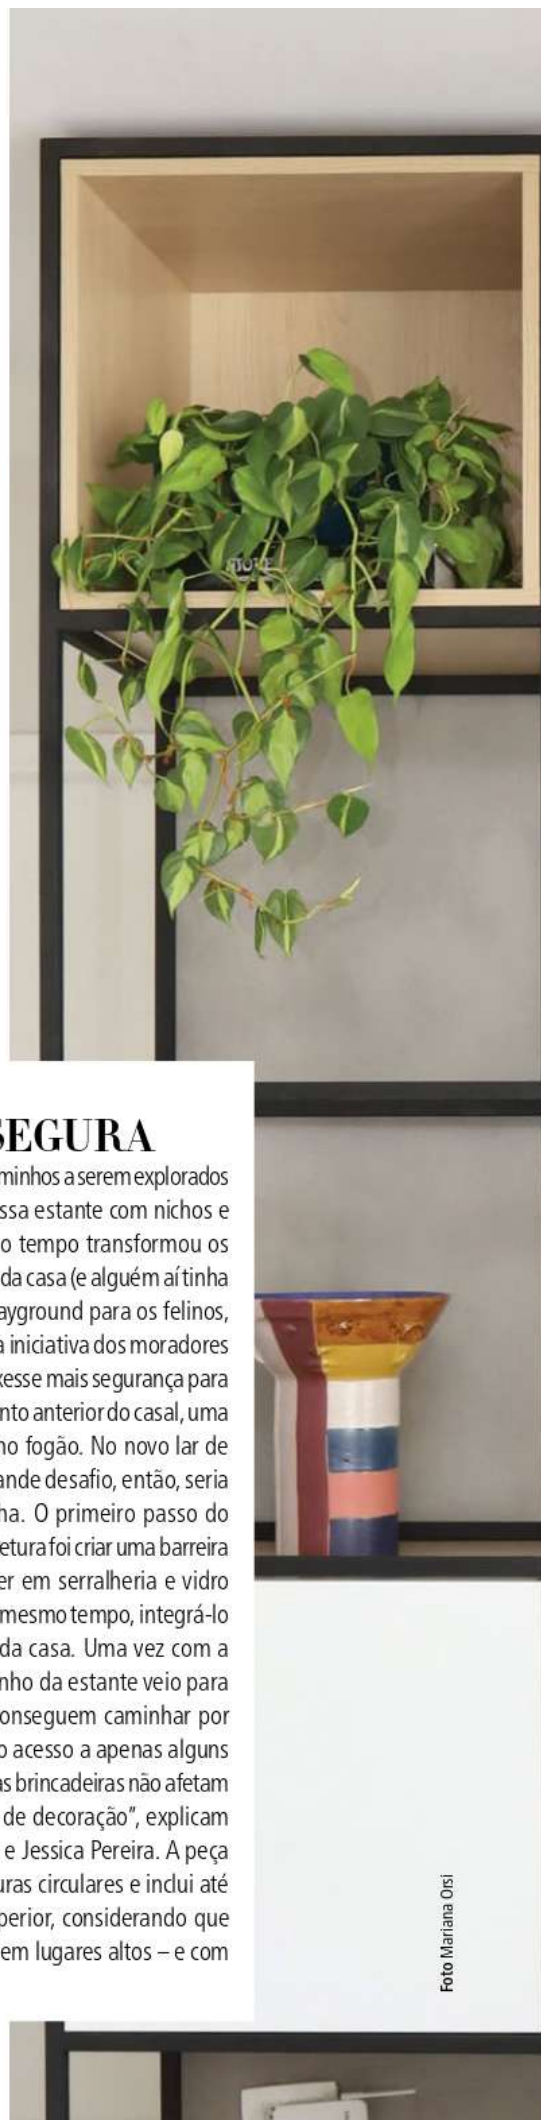 SEGURA
minhos a serem explorados
ssa estante com nichos e
o tempo transformou os
da casa (e alguém aí tinha
ayground para os felinos,
a iniciativa dos moradores
xesse mais segurança para
nto anterior do casal, uma
no fogão. No novo lar de
ande desafio, então, seria
ha. O primeiro passo do
etura foi criar uma barreira
er em serralheria e vidro
mesmo tempo, integrá-lo
da casa. Uma vez com a
nho da estante veio para
onseguem caminhar por
o acesso a apenas alguns
as brincadeiras não afetam
de decoração”, explicam
e Jessica Pereira. A peça
uras circulares e inclui até
perior, considerando que
em lugares altos – e com
Foto Mariana Orsi